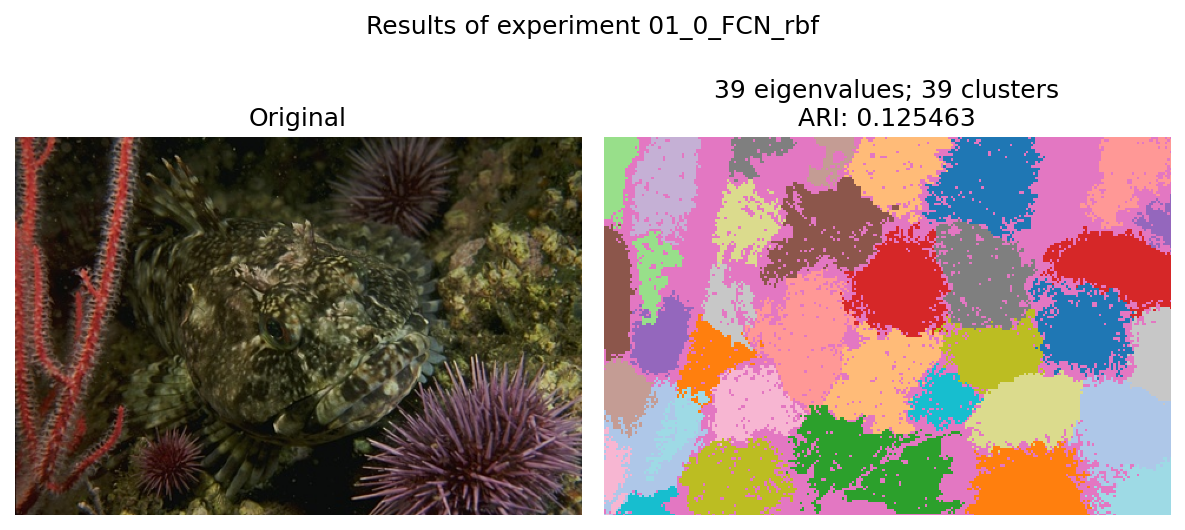 Results of experiment 01_0_FCN_rbf
Original
39 eigenvalues; 39 clusters
ARI: 0.125463